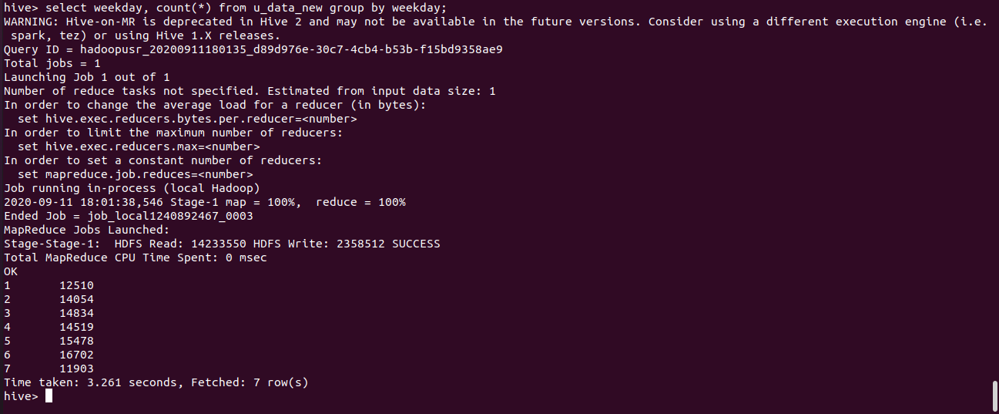 hive> select weekday, count(*) from u_data_new group by weekday;
WARNING: Hive-on-MR is deprecated in Hive 2 and may not be available in the future versions. Consider using a different execution engine (i.e.
 spark, tez) or using Hive 1.X releases.
Query ID = hadoopusr_20200911180135_d89d976e-30c7-4cb4-b53b-f15bd9358ae9
Total jobs = 1
Launching Job 1 out of 1
Number of reduce tasks not specified. Estimated from input data size: 1
In order to change the average load for a reducer (in bytes):
  set hive.exec.reducers.bytes.per.reducer=<number>
In order to limit the maximum number of reducers:
  set hive.exec.reducers.max=<number>
In order to set a constant number of reducers:
  set mapreduce.job.reduces=<number>
Job running in-process (local Hadoop)
2020-09-11 18:01:38,546 Stage-1 map = 100%,  reduce = 100%
Ended Job = job_local1240892467_0003
MapReduce Jobs Launched:
Stage-Stage-1:  HDFS Read: 14233550 HDFS Write: 2358512 SUCCESS
Total MapReduce CPU Time Spent: 0 msec
OK
1       12510
2       14054
3       14834
4       14519
5       15478
6       16702
7       11903
Time taken: 3.261 seconds, Fetched: 7 row(s)
hive>